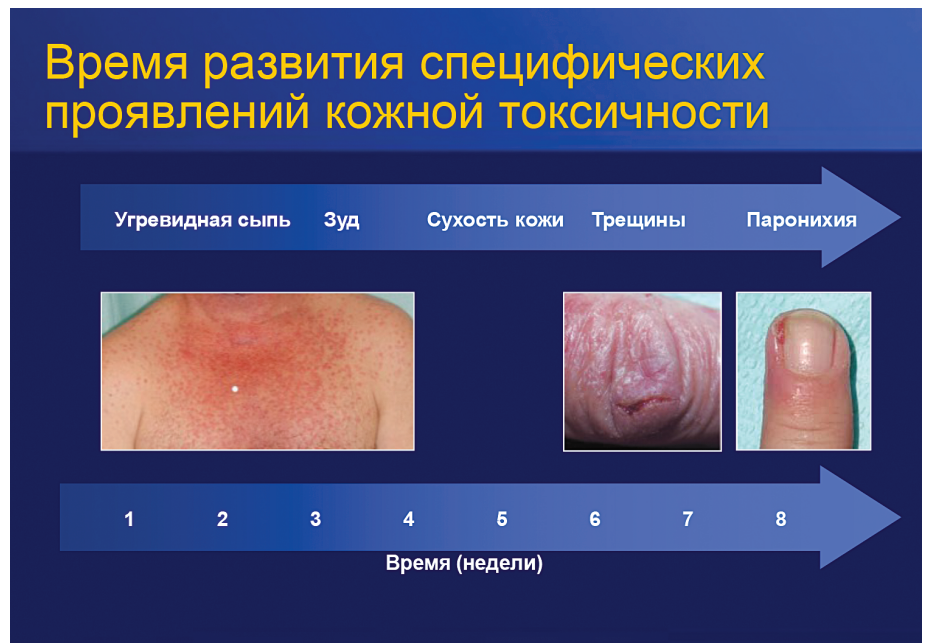 Время развития специфических
проявлений кожной токсичности
Угревидная сыпь Зуд Сухость кожи Трещины Паронихия
1 2 3 4 5 6 7 8
Время (недели)